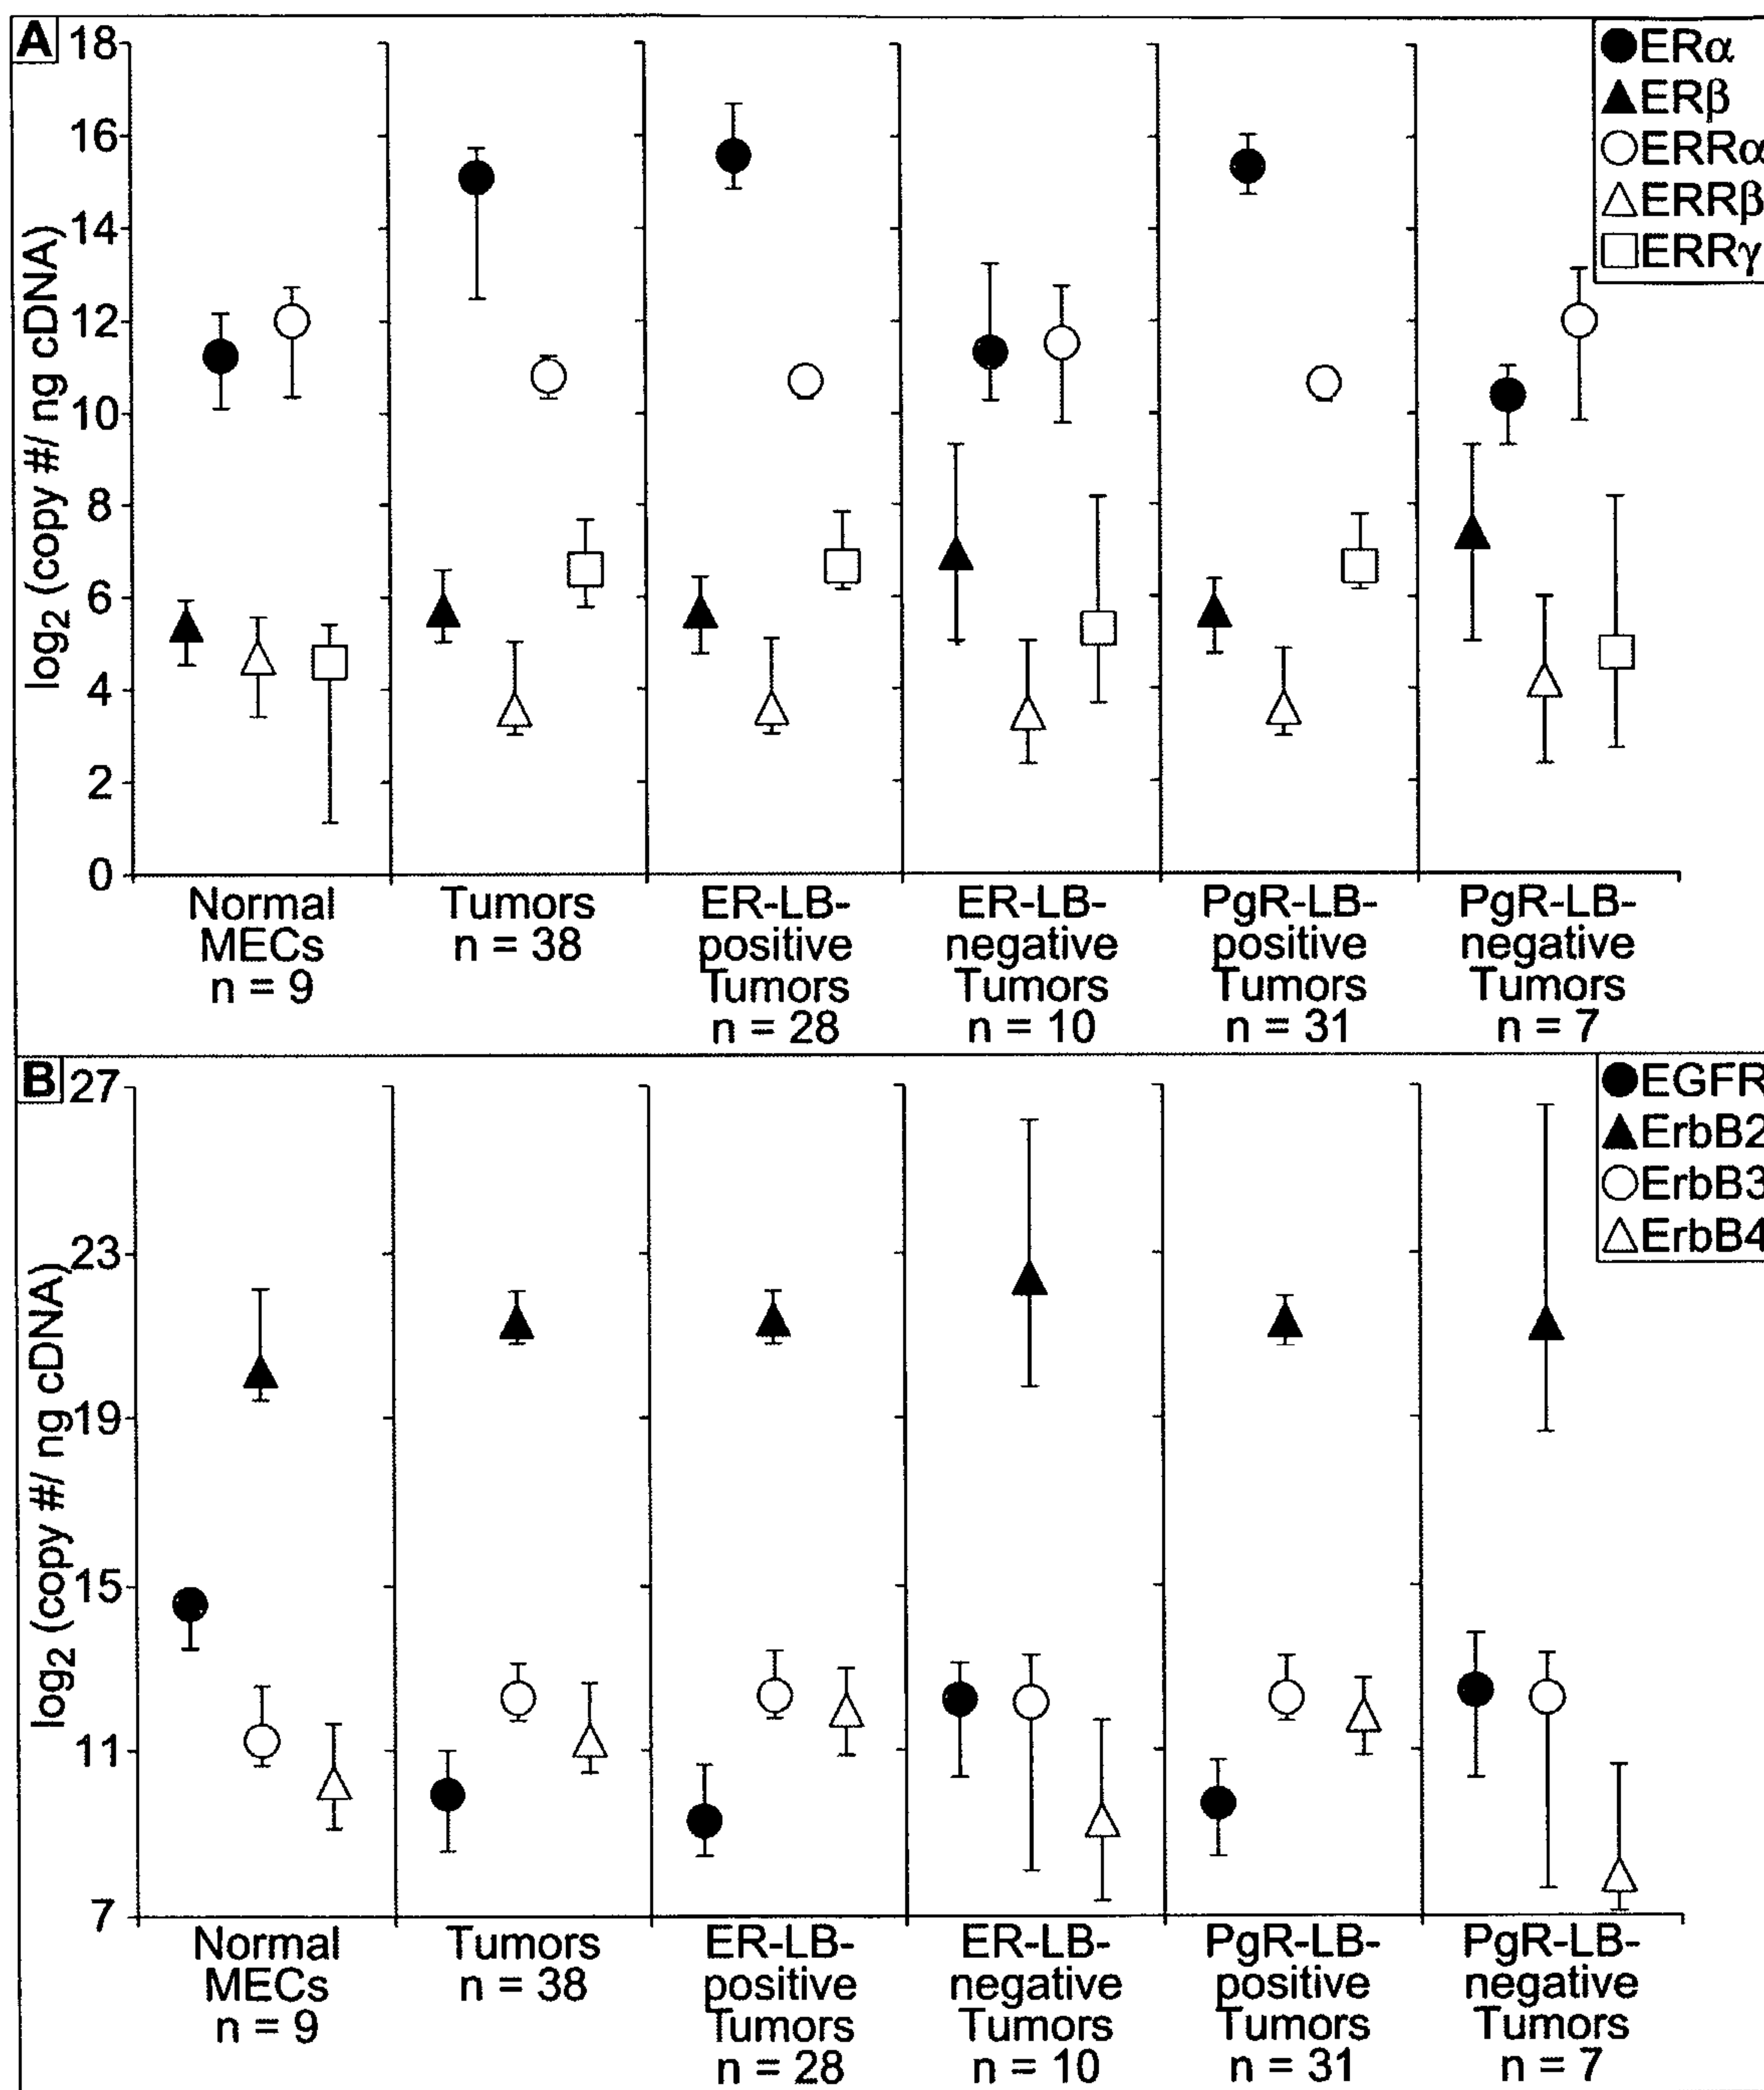 A
18
16
14
12
10
8
6
4
2
0
log2 (copy #/ ng cDNA)
ERα
ERβ
ERRα
ERRβ
ERRγ
Normal MECs n = 9
Tumors n = 38
ER-LB-positive Tumors n = 28
ER-LB-negative Tumors n = 10
PgR-LB-positive Tumors n = 31
PgR-LB-negative Tumors n = 7
B
27
23
19
15
11
7
log2 (copy #/ ng cDNA)
EGFR
ErbB2
ErbB3
ErbB4
Normal MECs n = 9
Tumors n = 38
ER-LB-positive Tumors n = 28
ER-LB-negative Tumors n = 10
PgR-LB-positive Tumors n = 31
PgR-LB-negative Tumors n = 7